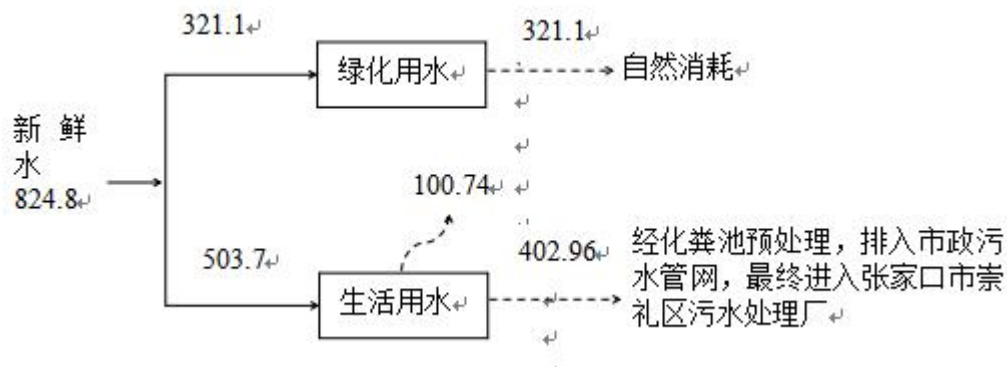 321.1
321.1
绿化用水
自然消耗
新 鲜
水
824.8
100.74
503.7
402.96
生活用水
经化粪池预处理，排入市政污
水管网，最终进入张家口市崇
礼区污水处理厂